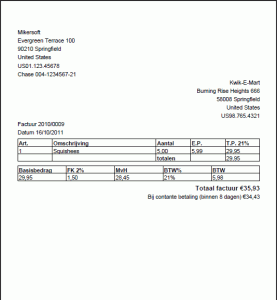 Mikersoft
Evergreen Terrace 100
90210 Springfield
United States
US01.123.45678
Chase 004-1234567-21
Kwik-E-Mart
Burning Rise Heights 666
58008 Springfield
United States
US98.765.4321
Factuur 2010/0009
Datum 16/10/2011
Art. Omschrijving Aantal E.P. T.P. 21%
1 Squishees 5,00 5,99 29,95
totalen 29,95
Basisbedrag FK 2% MvH BTW% BTW
29,95 1,50 28,45 21% 5,98
Totaal factuur €35,93
Bij contante betaling (binnen 8 dagen) €34,43